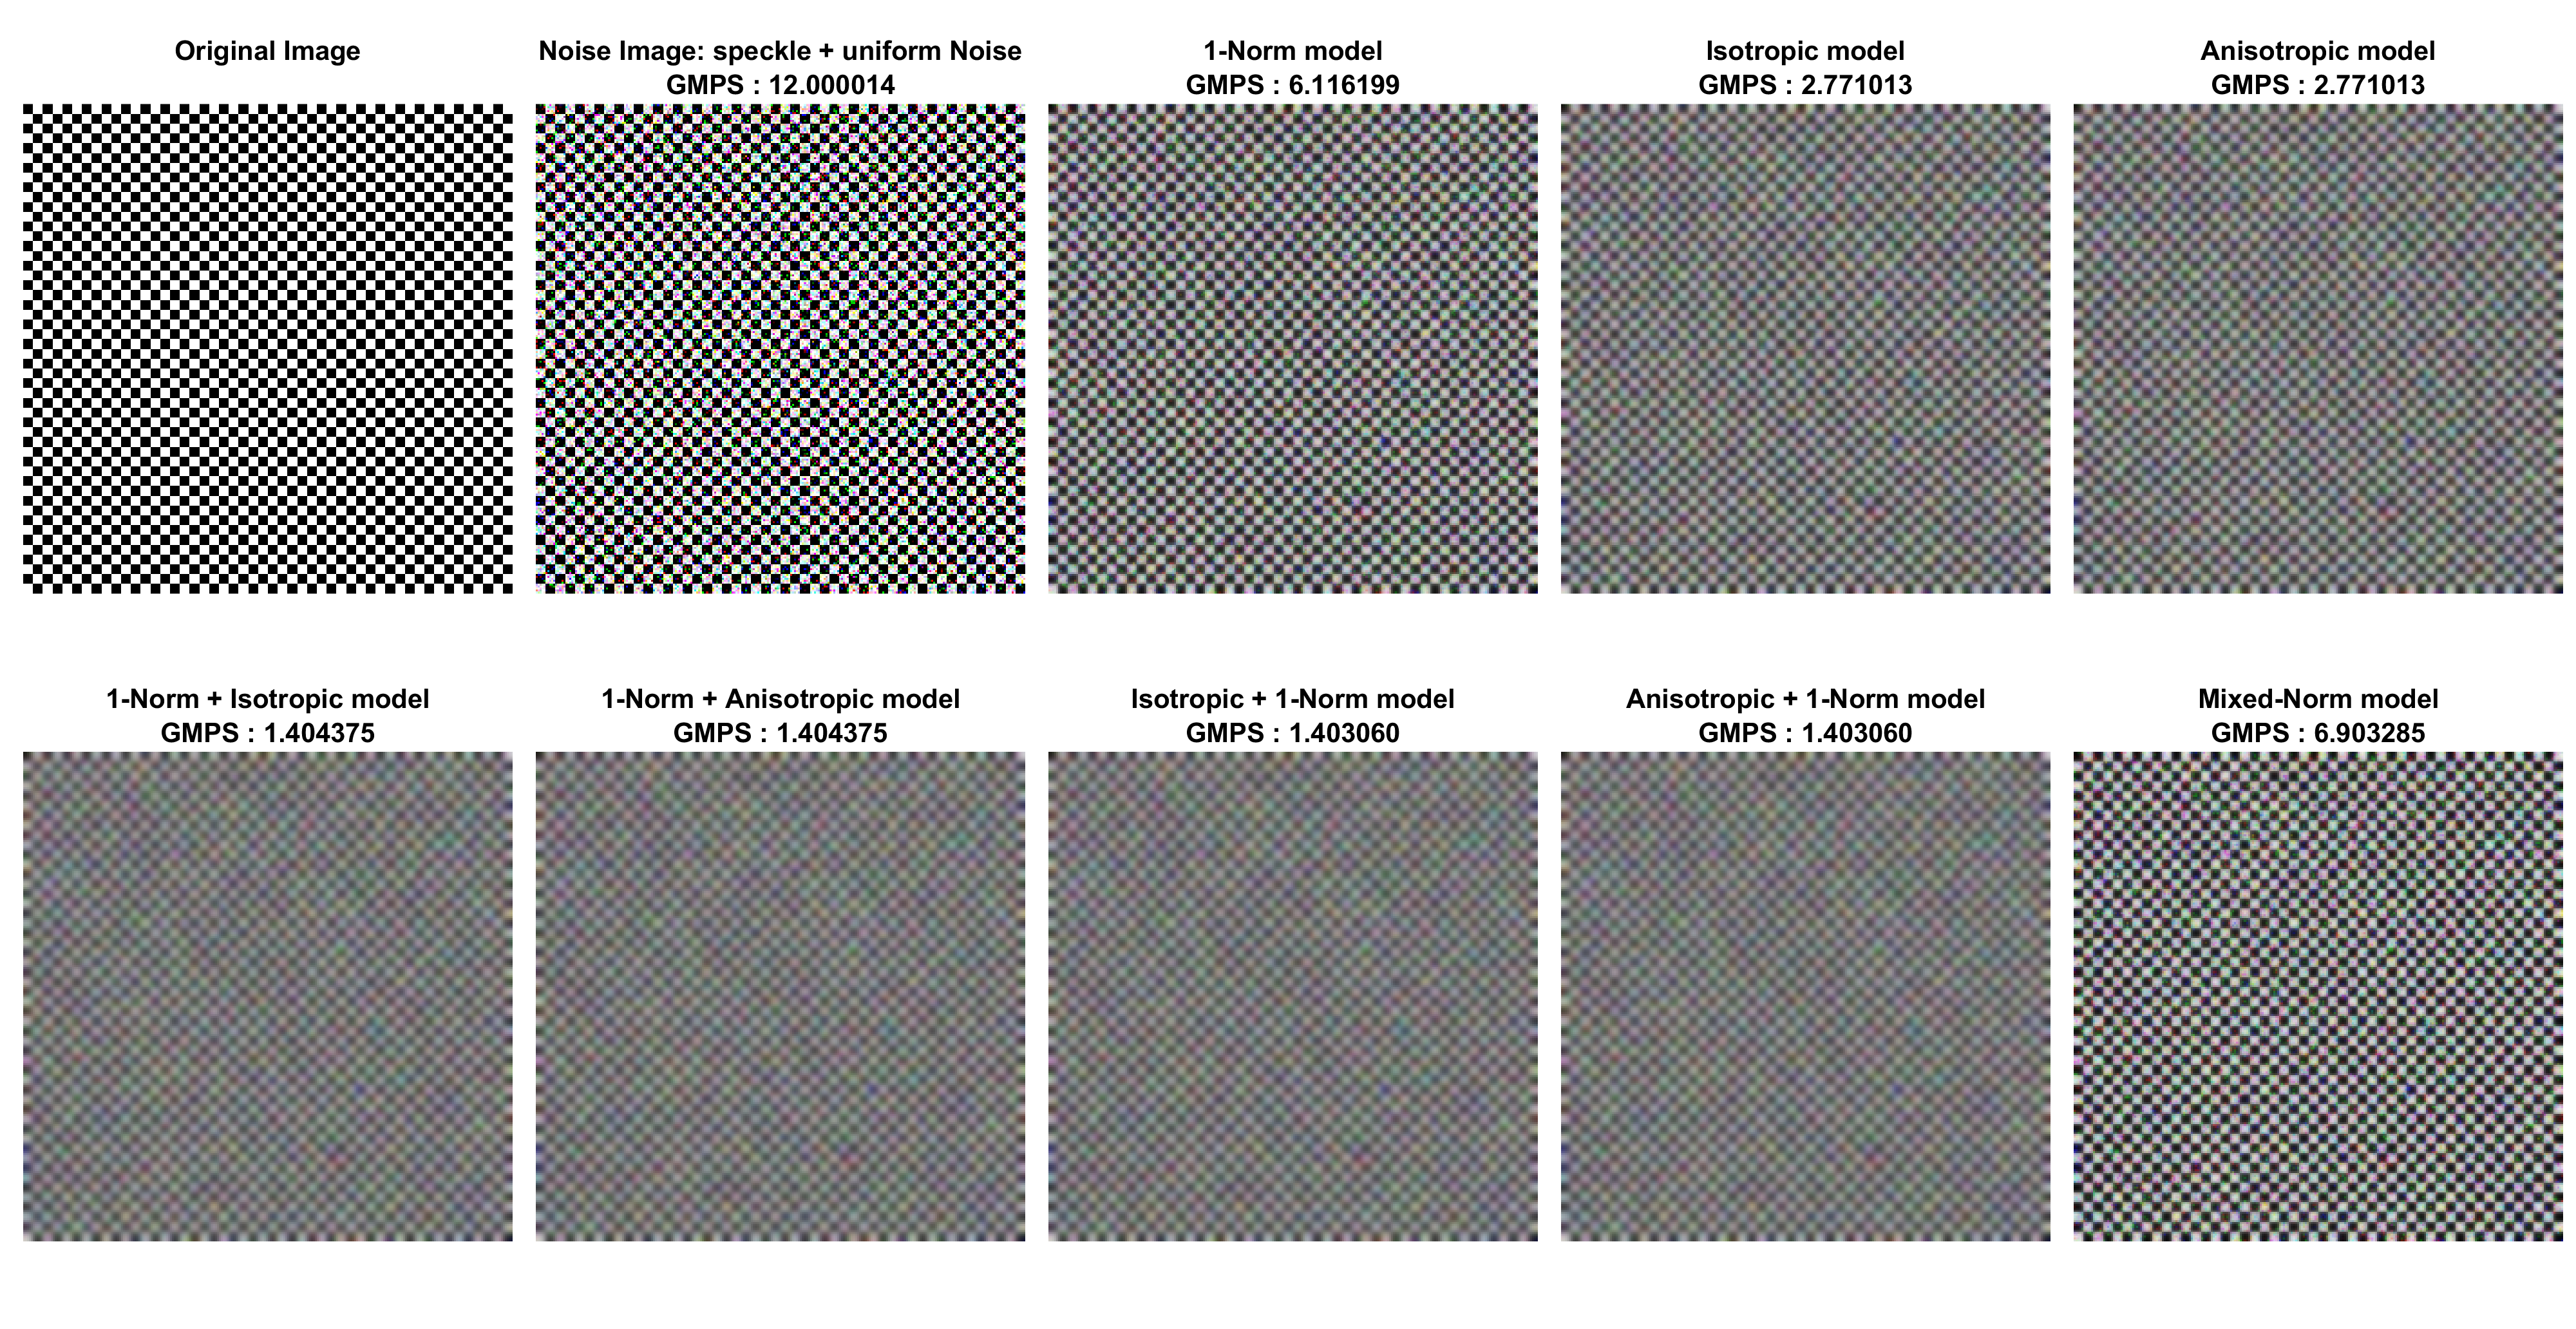 Original Image
Noise Image: speckle + uniform Noise
GMPS : 12.000014
1-Norm model
GMPS : 6.116199
Isotropic model
GMPS : 2.771013
Anisotropic model
GMPS : 2.771013
1-Norm + Isotropic model
GMPS : 1.404375
1-Norm + Anisotropic model
GMPS : 1.404375
Isotropic + 1-Norm model
GMPS : 1.403060
Anisotropic + 1-Norm model
GMPS : 1.403060
Mixed-Norm model
GMPS : 6.903285